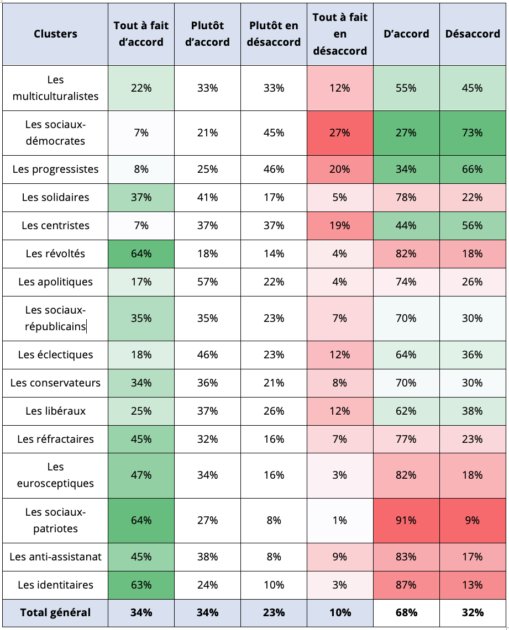 Clusters Tout à fait d'accord Plutôt d'accord Plutôt en désaccord Tout à fait en désaccord D'accord Désaccord
Les multiculturalistes 22% 33% 33% 12% 55% 45%
Les sociaux-démocrates 7% 21% 45% 27% 27% 73%
Les progressistes 8% 25% 46% 20% 34% 66%
Les solidaires 37% 41% 17% 5% 78% 22%
Les centristes 7% 37% 37% 19% 44% 56%
Les révoltés 64% 18% 14% 4% 82% 18%
Les apolitiques 17% 57% 22% 4% 74% 26%
Les sociaux-républicains 35% 35% 23% 7% 70% 30%
Les éclectiques 18% 46% 23% 12% 64% 36%
Les conservateurs 34% 36% 21% 8% 70% 30%
Les libéraux 25% 37% 26% 12% 62% 38%
Les réfractaires 45% 32% 16% 7% 77% 23%
Les eurosceptiques 47% 34% 16% 3% 82% 18%
Les sociaux-patriotes 64% 27% 8% 1% 91% 9%
Les anti-assistanat 45% 38% 8% 9% 83% 17%
Les identitaires 63% 24% 10% 3% 87% 13%
Total général 34% 34% 23% 10% 68% 32%